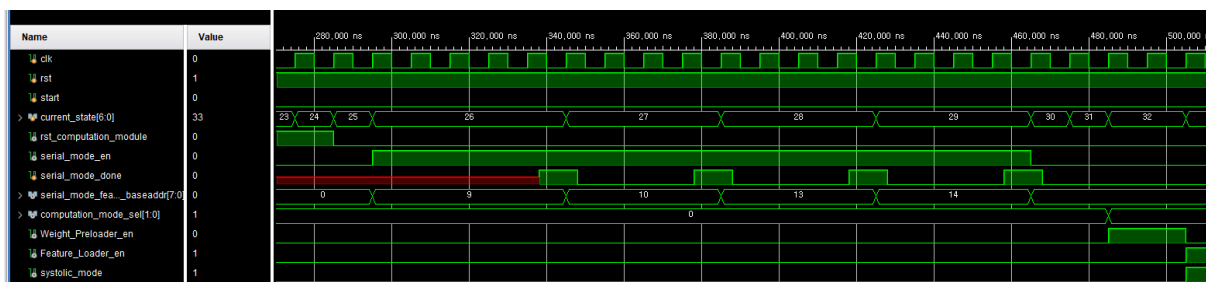 Name Value 280,000 ns 300,000 ns 320,000 ns 340,000 ns 360,000 ns 380,000 ns 400,000 ns 420,000 ns 440,000 ns 460,000 ns 480,000 ns 500,000
clk 0
rst 1
start 0
current_state[6:0] 33 23 24 25 26 27 28 29 30 31 32
rst_computation_module 0
serial_mode_en 0
serial_mode_done 0
serial_mode_fea..._baseaddr[7:0] 0 0 9 10 13 14
computation_mode_sel[1:0] 1 0
Weight_Preloader_en 0
Feature_Loader_en 1
systolic_mode 1